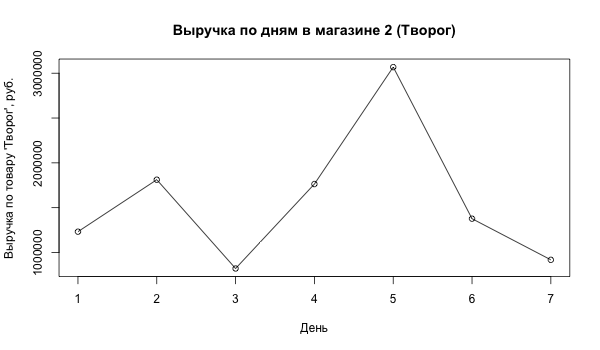 Выручка по дням в магазине 2 (Творог)
Выручка по товару 'Творог', руб.
3000000
2000000
1000000
1 2 3 4 5 6 7
День